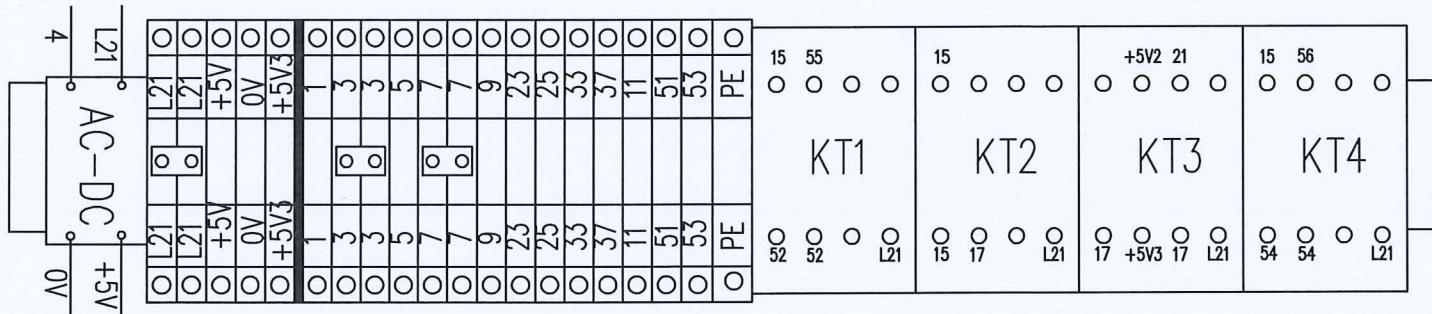 4 L21
AC-DC
0V +5V
L21 L21 +5V 0V +5V3 1 3 3 5 7 7 9 23 25 33 37 11 51 53 PE
L21 L21 +5V 0V +5V3 1 3 3 5 7 7 9 23 25 33 37 11 51 53 PE
15 55
KT1
52 52 L21
15
KT2
15 17 L21
+5V2 21
KT3
17 +5V3 17 L21
15 56
KT4
54 54 L21